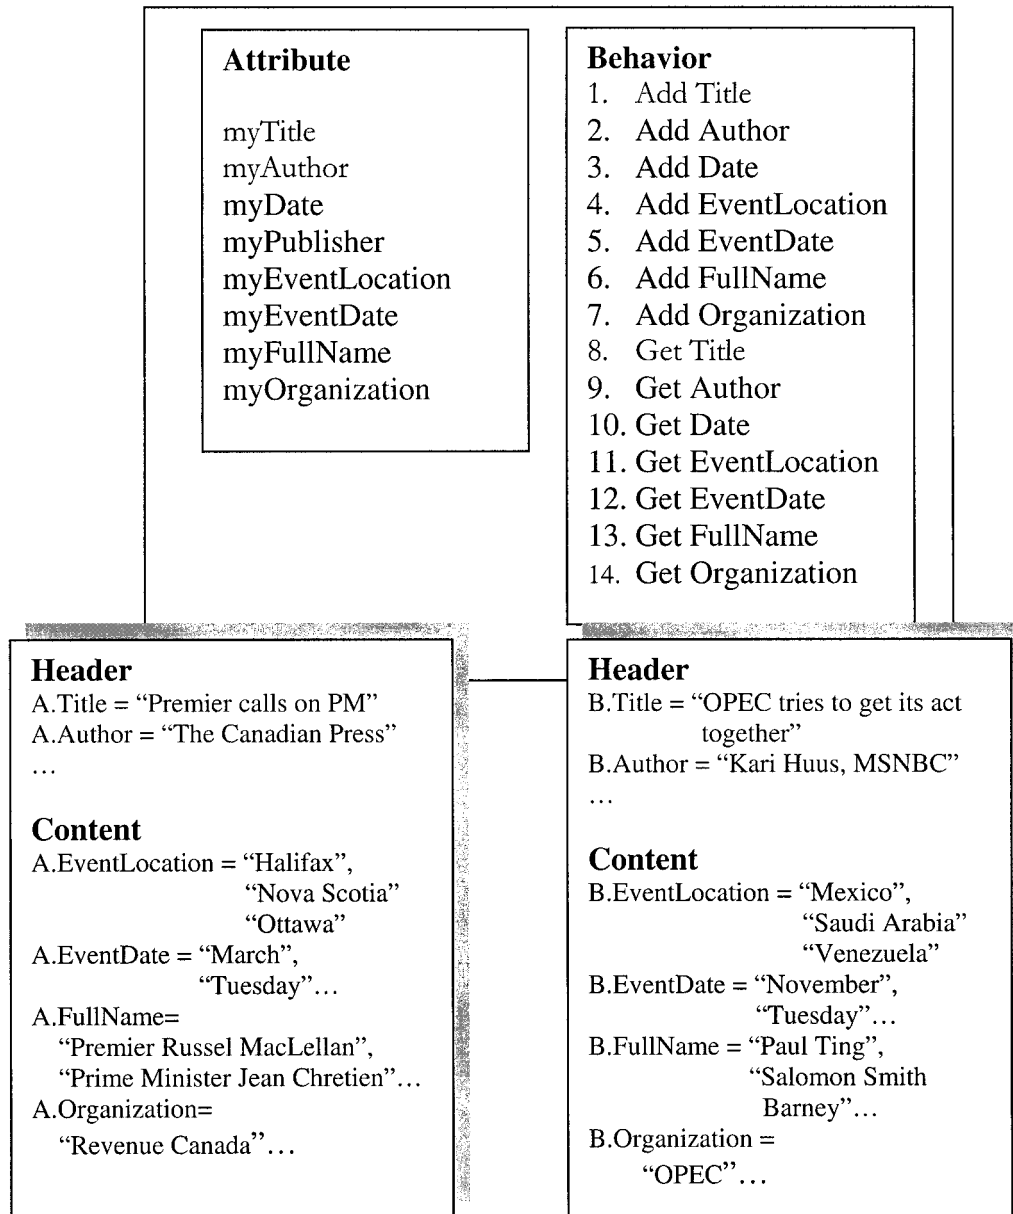 Attribute
myTitle
myAuthor
myDate
myPublisher
myEventLocation
myEventDate
myFullName
myOrganization
Behavior
1. Add Title
2. Add Author
3. Add Date
4. Add EventLocation
5. Add EventDate
6. Add FullName
7. Add Organization
8. Get Title
9. Get Author
10. Get Date
11. Get EventLocation
12. Get EventDate
13. Get FullName
14. Get Organization
Header
A.Title = “Premier calls on PM”
A.Author = “The Canadian Press”
…
Content
A.EventLocation = “Halifax”,
“Nova Scotia”
“Ottawa”
A.EventDate = “March”,
“Tuesday”…
A.FullName=
“Premier Russel MacLellan”,
“Prime Minister Jean Chretien”…
A.Organization=
“Revenue Canada”…
Header
B.Title = “OPEC tries to get its act
together”
B.Author = “Kari Huus, MSNBC”
…
Content
B.EventLocation = “Mexico”,
“Saudi Arabia”
“Venezuela”
B.EventDate = “November”,
“Tuesday”…
B.FullName = “Paul Ting”,
“Salomon Smith
Barney”…
B.Organization =
“OPEC”…